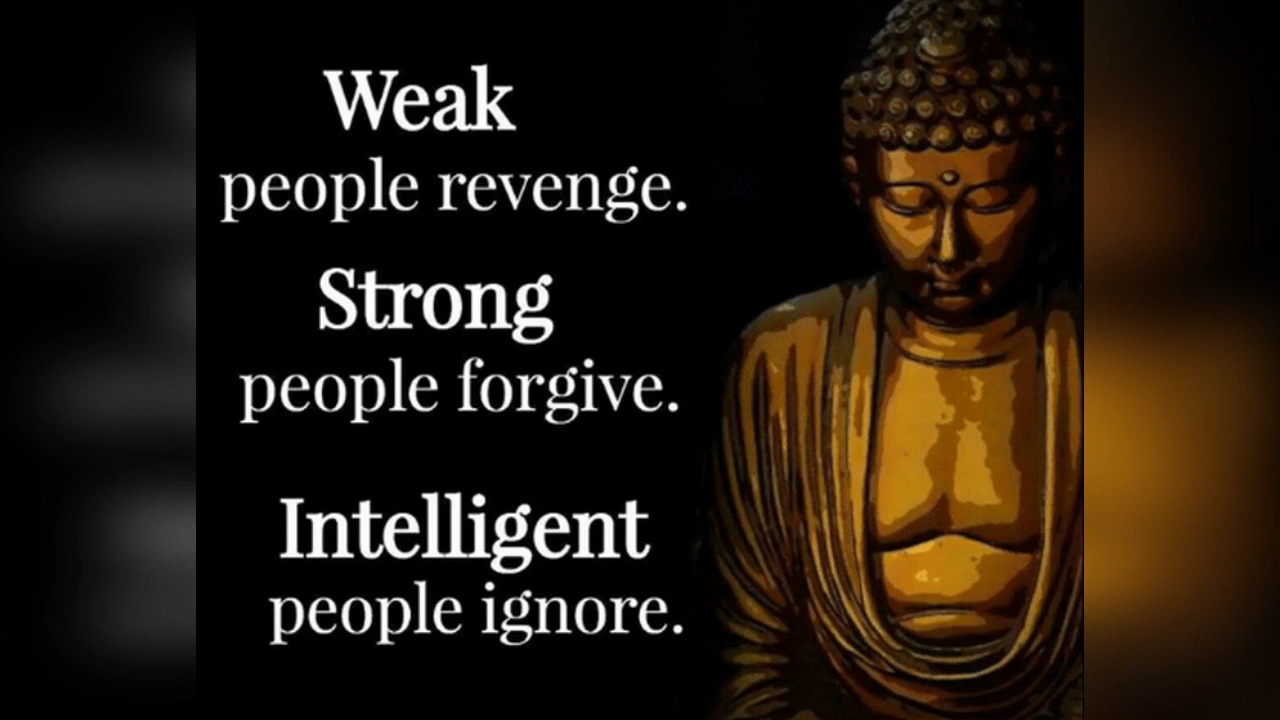 Weak
people revenge.
Strong
people forgive.
Intelligent
people ignore.